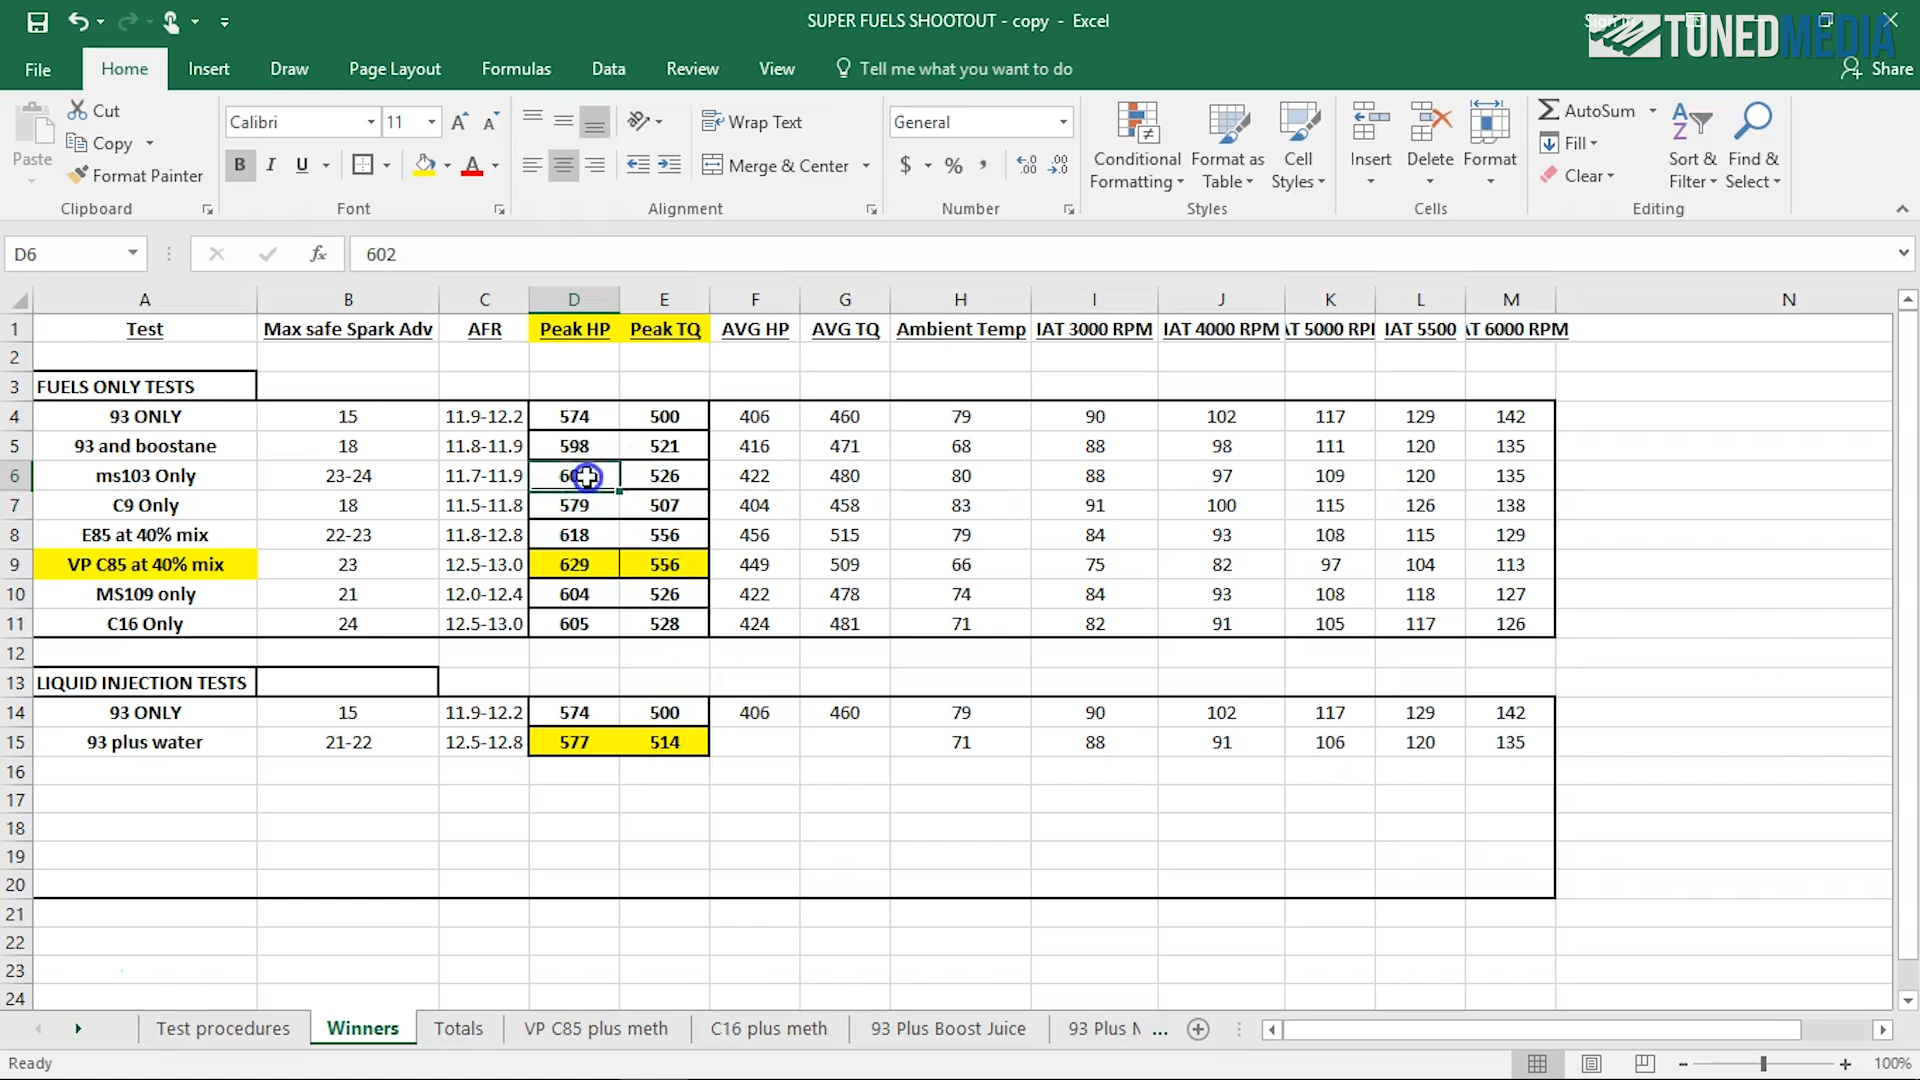 SUPER FUELS SHOOTOUT - copy - Excel
TUNEDMEDIA
File Home Insert Draw Page Layout Formulas Data Review View Tell me what you want to do Share
Cut
Copy
Format Painter
Paste
Clipboard
Calibri 11
B I U
Font
Wrap Text
Merge & Center
Alignment
General
$ % ,
Number
Conditional Formatting
Format as Table
Cell Styles
Styles
Insert Delete Format
Cells
AutoSum
Fill
Clear
Sort & Filter
Find & Select
Editing
D6 fx 602
A B C D E F G H I J K L M N
1 Test Max safe Spark Adv AFR Peak HP Peak TQ AVG HP AVG TQ Ambient Temp IAT 3000 RPM IAT 4000 RPM \T 5000 RPI IAT 5500 \T 6000 RPM
2
3 FUELS ONLY TESTS
4 93 ONLY 15 11.9-12.2 574 500 406 460 79 90 102 117 129 142
5 93 and boostane 18 11.8-11.9 598 521 416 471 68 88 98 111 120 135
6 ms103 Only 23-24 11.7-11.9 526 422 480 80 88 97 109 120 135
7 C9 Only 18 11.5-11.8 579 507 404 458 83 91 100 115 126 138
8 E85 at 40% mix 22-23 11.8-12.8 618 556 456 515 79 84 93 108 115 129
9 VP C85 at 40% mix 23 12.5-13.0 629 556 449 509 66 75 82 97 104 113
10 MS109 only 21 12.0-12.4 604 526 422 478 74 84 93 108 118 127
11 C16 Only 24 12.5-13.0 605 528 424 481 71 82 91 105 117 126
12
13 LIQUID INJECTION TESTS
14 93 ONLY 15 11.9-12.2 574 500 406 460 79 90 102 117 129 142
15 93 plus water 21-22 12.5-12.8 577 514 71 88 91 106 120 135
16
17
18
19
20
21
22
23
24
Test procedures Winners Totals VP C85 plus meth C16 plus meth 93 Plus Boost Juice 93 Plus N ...
Ready 100%